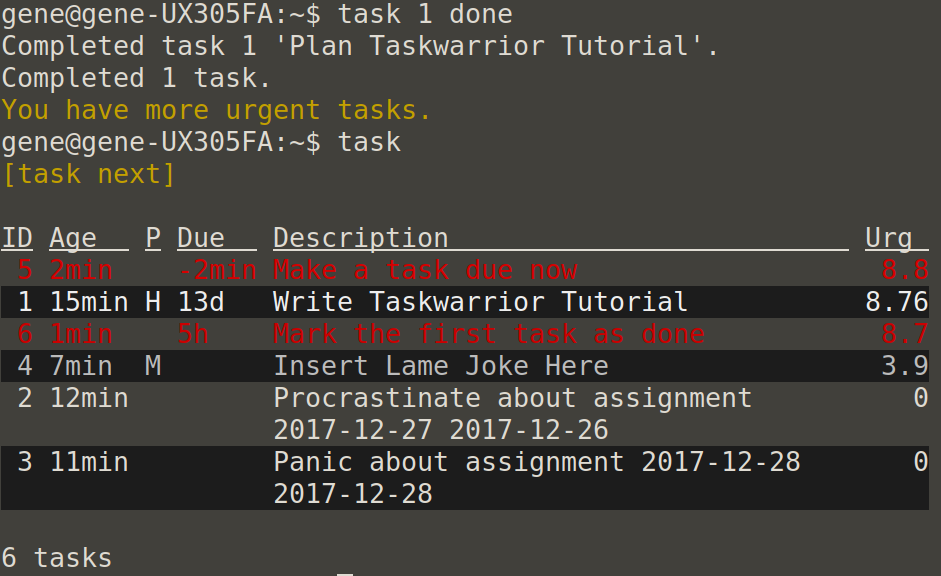 gene@gene-UX305FA:~$ task 1 done
Completed task 1 'Plan Taskwarrior Tutorial'.
Completed 1 task.
You have more urgent tasks.
gene@gene-UX305FA:~$ task
[task next]
ID Age P Due Description Urg
5 2min -2min Make a task due now 8.8
1 15min H 13d Write Taskwarrior Tutorial 8.76
6 1min 5h Mark the first task as done 8.7
4 7min M Insert Lame Joke Here 3.9
2 12min Procrastinate about assignment 0
2017-12-27 2017-12-26
3 11min Panic about assignment 2017-12-28 0
2017-12-28
6 tasks